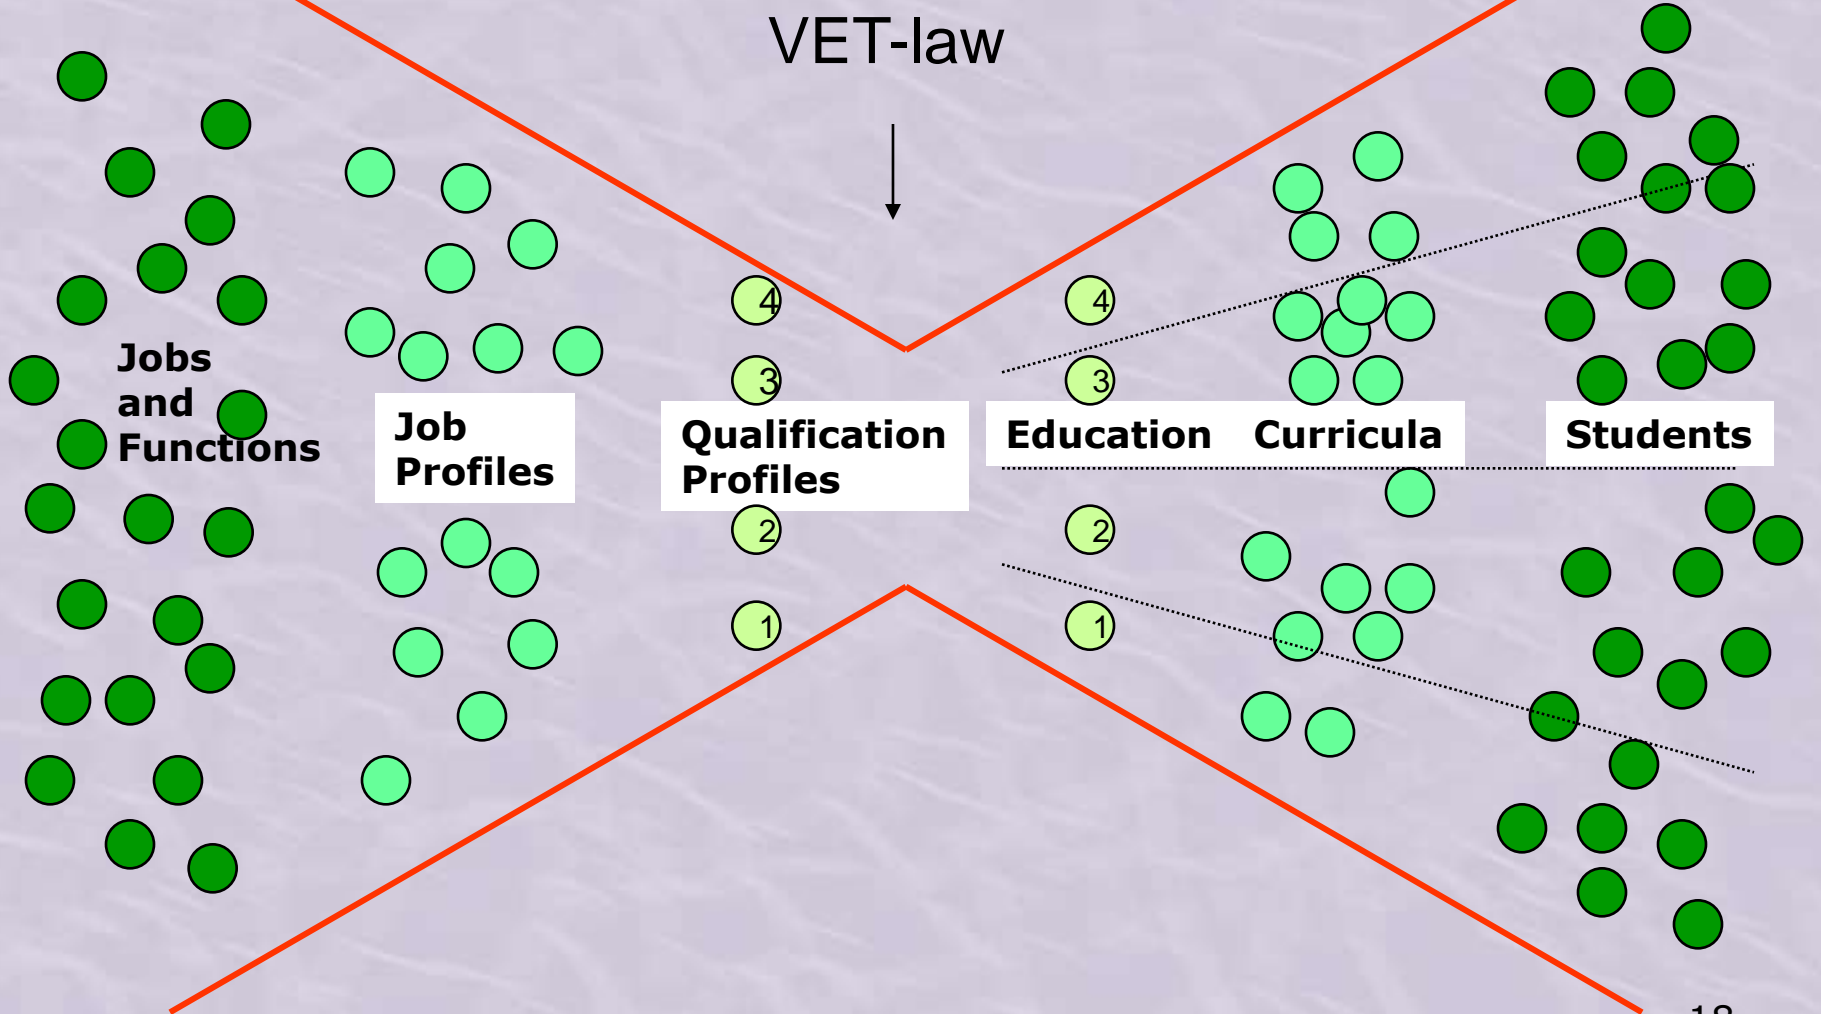 VET-law
4
4
3
3
Jobs
and
Functions
Job
Profiles
Qualification
Profiles
Education Curricula
Students
2
2
1
1
18